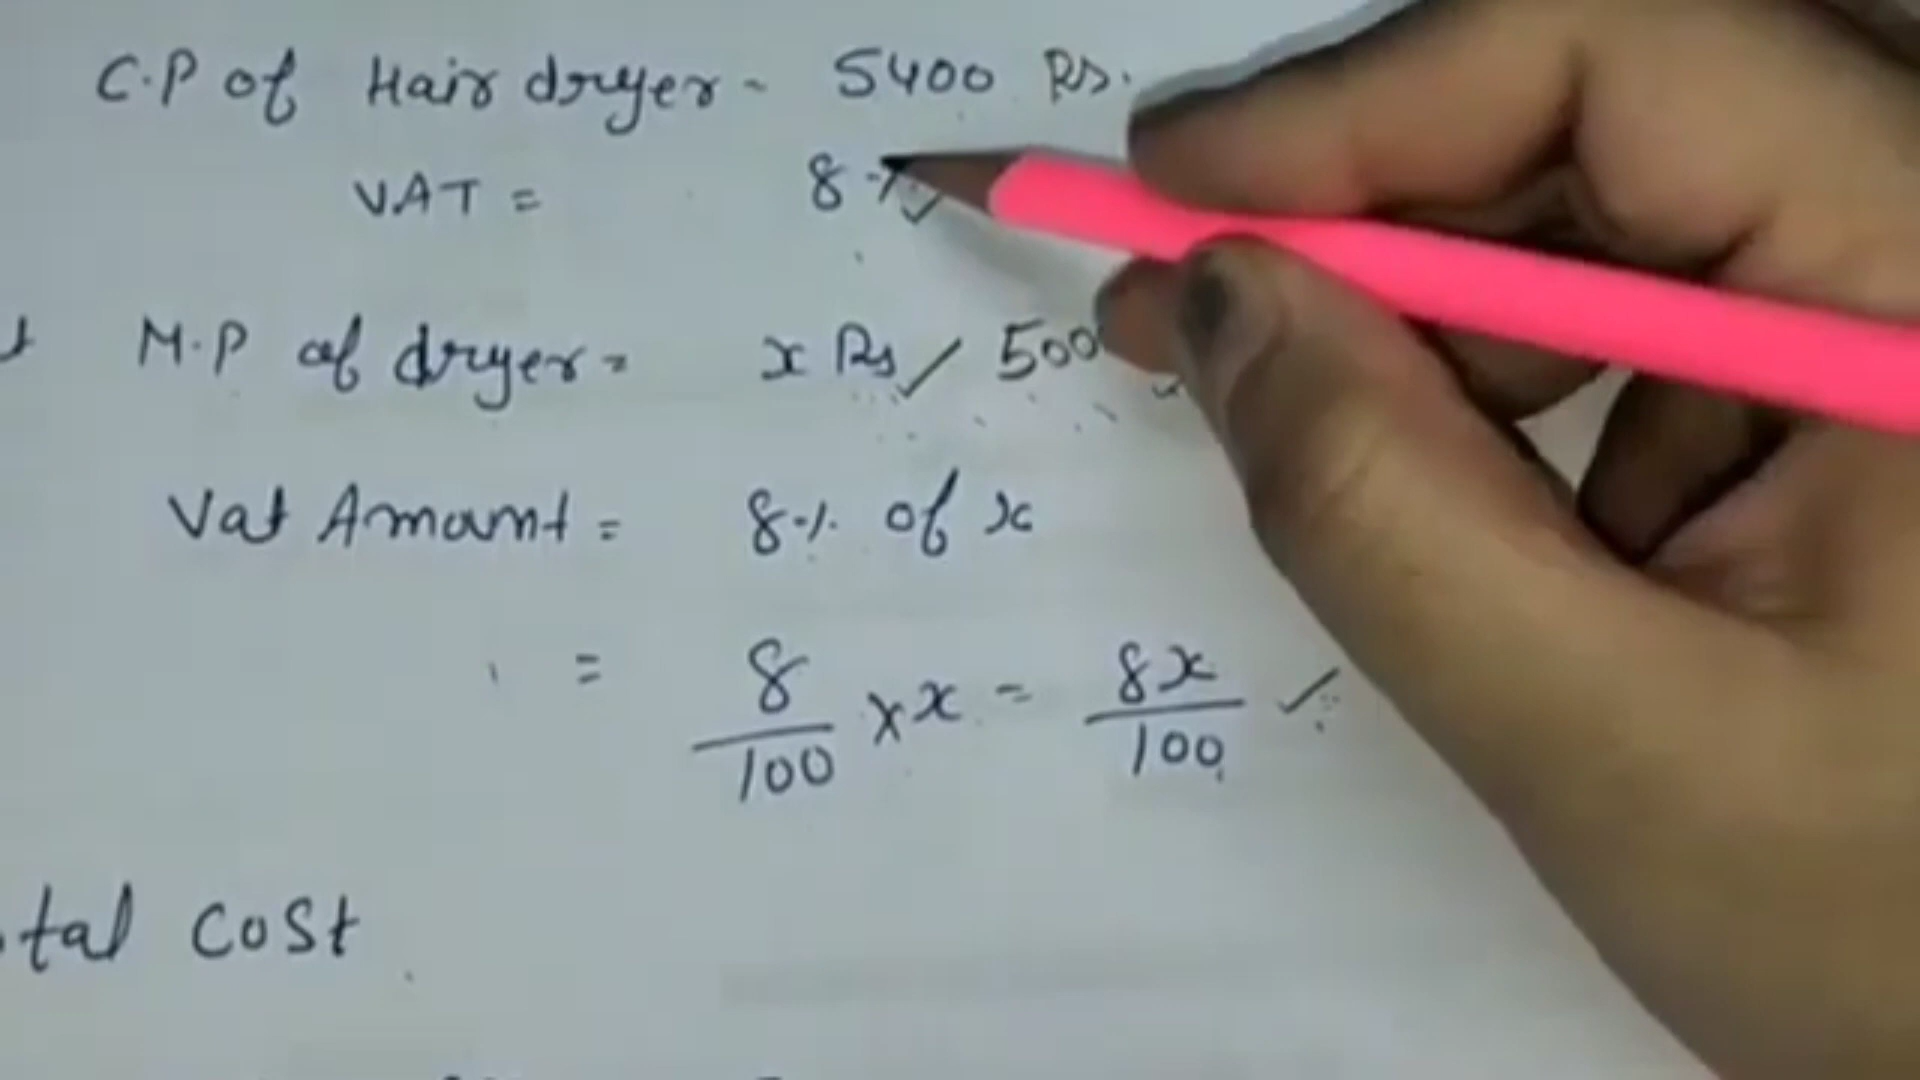 C.P of Hair dryer - 5400 Rs.
VAT = 8%
M.P of dryer = x Rs / 500
Vat Amount = 8% of x
= 8/100 × x = 8x/100
tal Cost